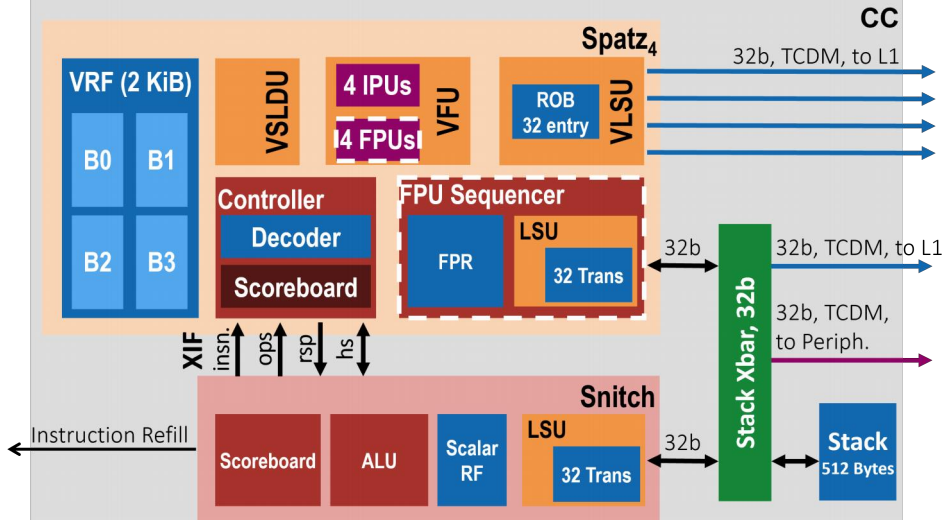 CC
Spatz4
32b, TCDM, to L1
VRF (2 KiB)
B0
B1
B2
B3
VSLDU
4 IPUs
4 FPUs
VFU
ROB
32 entry
VLSU
Controller
Decoder
Scoreboard
FPU Sequencer
FPR
LSU
32 Trans
32b
Stack Xbar, 32b
32b, TCDM, to L1
32b, TCDM,
to Periph.
XIF
insn.
ops
rsp
hs
Snitch
Instruction Refill
Scoreboard
ALU
Scalar
RF
LSU
32 Trans
32b
Stack
512 Bytes